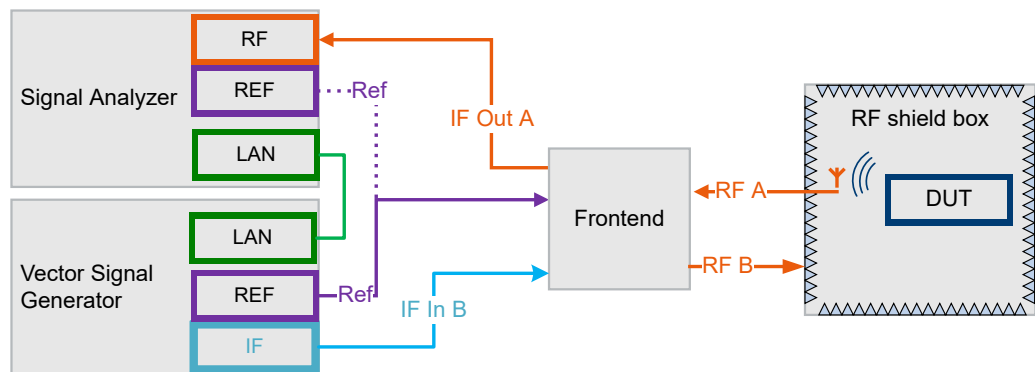 RF
Signal Analyzer
REF
Ref
LAN
IF Out A
RF shield box
DUT
RF A
Frontend
RF B
LAN
Vector Signal
Generator
REF
Ref
IF In B
IF